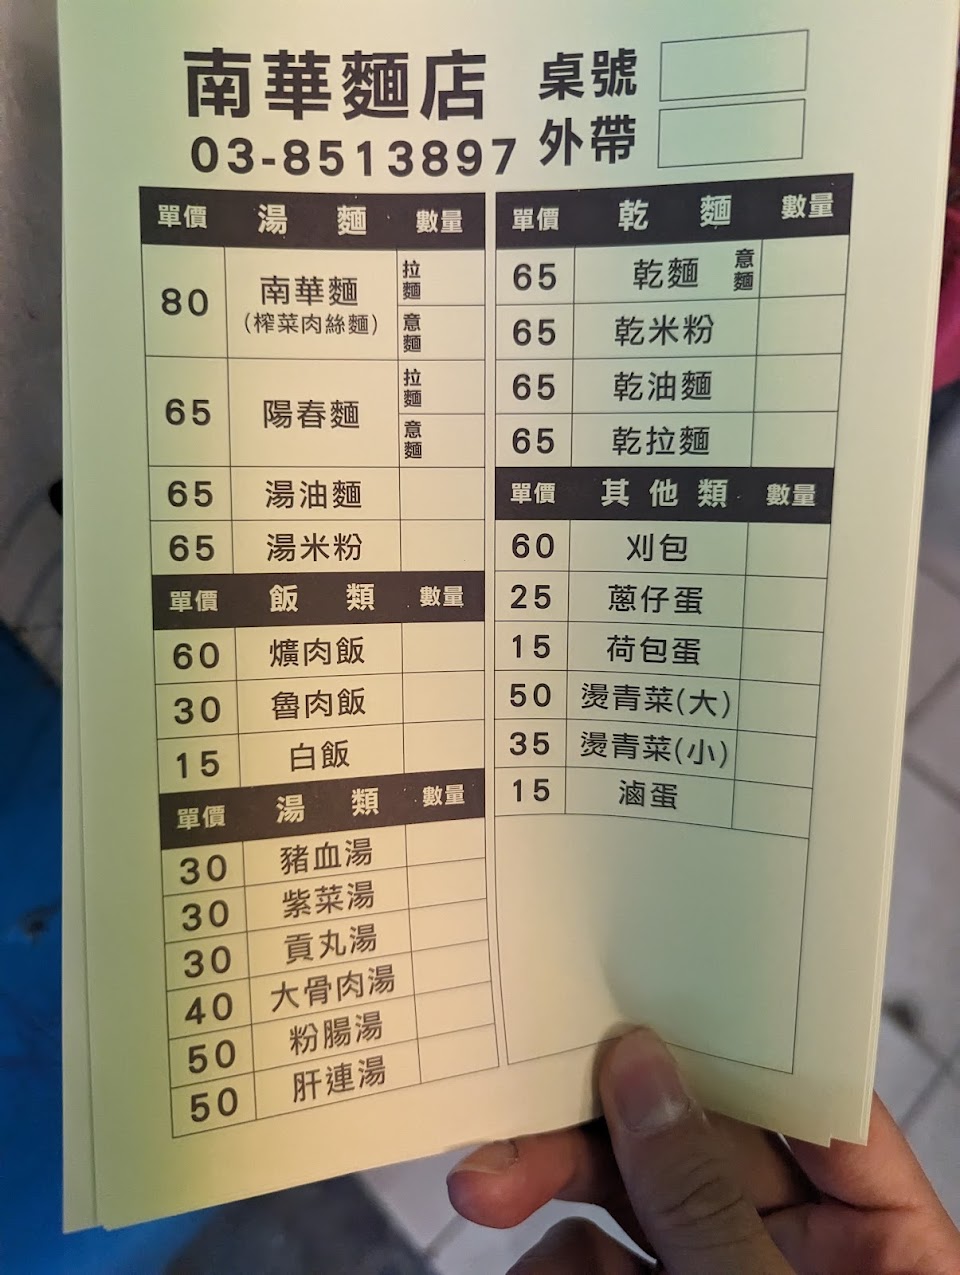 南華麵店
03-8513897
桌號
外帶
單價 湯麵 數量
80 南華麵 拉麵
(榨菜肉絲麵) 意麵
65 陽春麵 拉麵
意麵
65 湯油麵
65 湯米粉
單價 飯類 數量
60 爌肉飯
30 魯肉飯
15 白飯
單價 湯類 數量
30 豬血湯
30 紫菜湯
30 貢丸湯
40 大骨肉湯
50 粉腸湯
50 肝連湯
單價 乾麵 數量
65 乾麵 意麵
65 乾米粉
65 乾油麵
65 乾拉麵
單價 其他類 數量
60 刈包
25 蔥仔蛋
15 荷包蛋
50 燙青菜(大)
35 燙青菜(小)
15 滷蛋